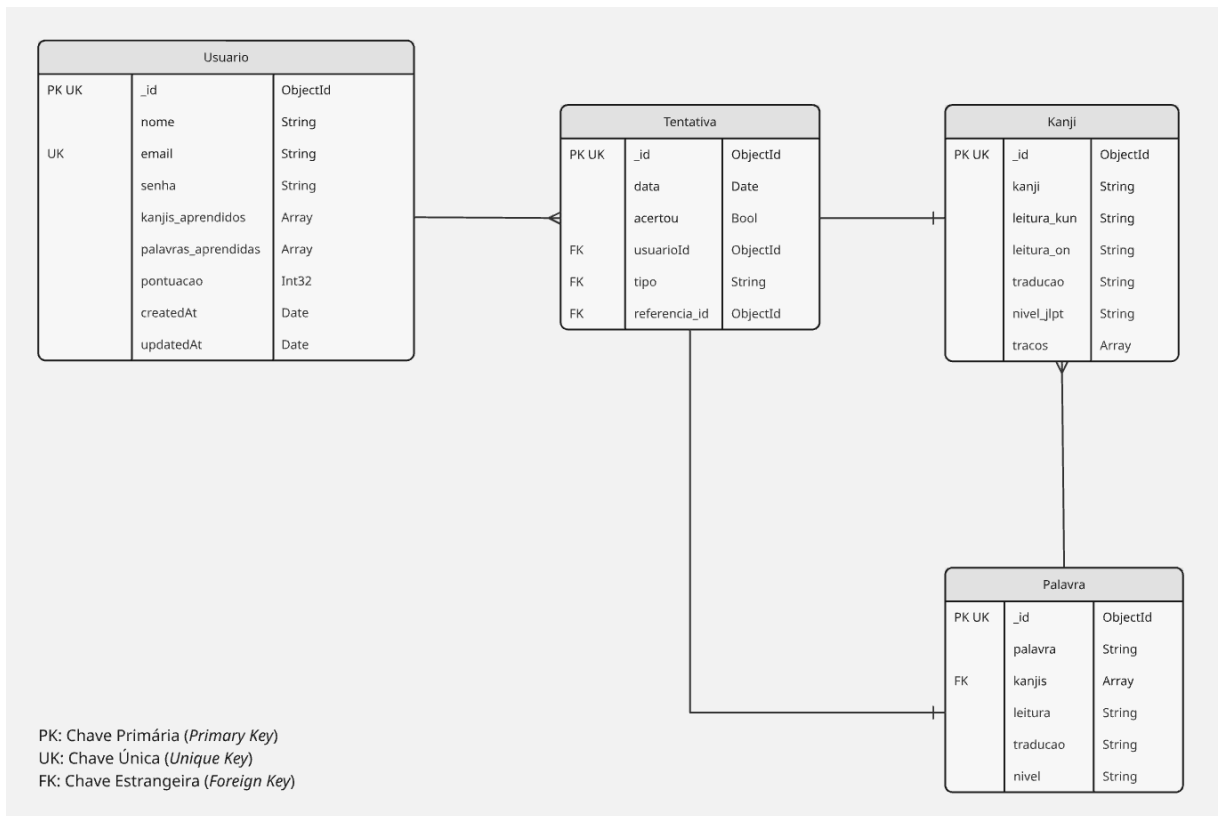 Usuario
PK UK _id ObjectId
nome String
UK email String
senha String
kanjis_aprendidos Array
palavras_aprendidas Array
pontuacao Int32
createdAt Date
updatedAt Date
Tentativa
PK UK _id ObjectId
data Date
acertou Bool
FK usuarioId ObjectId
FK tipo String
FK referencia_id ObjectId
Kanji
PK UK _id ObjectId
kanji String
leitura_kun String
leitura_on String
traducao String
nivel_jlpt String
tracos Array
Palavra
PK UK _id ObjectId
palavra String
FK kanjis Array
leitura String
traducao String
nivel String
PK: Chave Primária (Primary Key)
UK: Chave Única (Unique Key)
FK: Chave Estrangeira (Foreign Key)